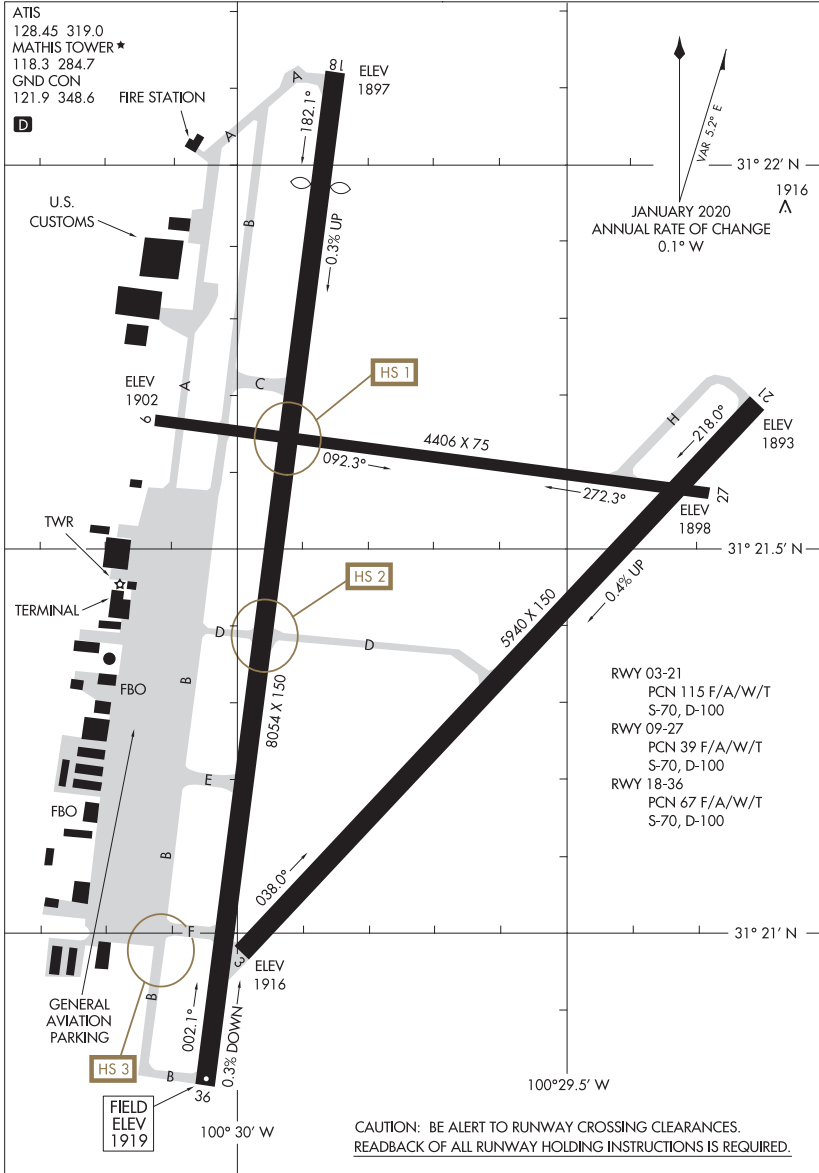 ATIS
128.45 319.0
MATHIS TOWER★
118.3 284.7
GND CON
121.9 348.6
D
FIRE STATION
A
A
18
ELEV
1897
182.1°
VAR 5.2° E
31° 22' N
1916
JANUARY 2020
ANNUAL RATE OF CHANGE
0.1° W
U.S.
CUSTOMS
B
0.3% UP
HS 1
C
A
ELEV
1902
9
21
H
218.0°
ELEV
1893
4406 X 75
092.3°
272.3°
27
ELEV
1898
TWR
31° 21.5' N
HS 2
0.4% UP
TERMINAL
D
D
5940 X 150
B
FBO
8054 X 150
RWY 03-21
PCN 115 F/A/W/T
S-70, D-100
RWY 09-27
PCN 39 F/A/W/T
S-70, D-100
RWY 18-36
PCN 67 F/A/W/T
S-70, D-100
E
FBO
B
038.0°
F
31° 21' N
3
ELEV
1916
GENERAL
AVIATION
PARKING
B
002.1°
0.3% DOWN
HS 3
B
36
FIELD
ELEV
1919
100° 30' W
100° 29.5' W
CAUTION: BE ALERT TO RUNWAY CROSSING CLEARANCES.
READBACK OF ALL RUNWAY HOLDING INSTRUCTIONS IS REQUIRED.